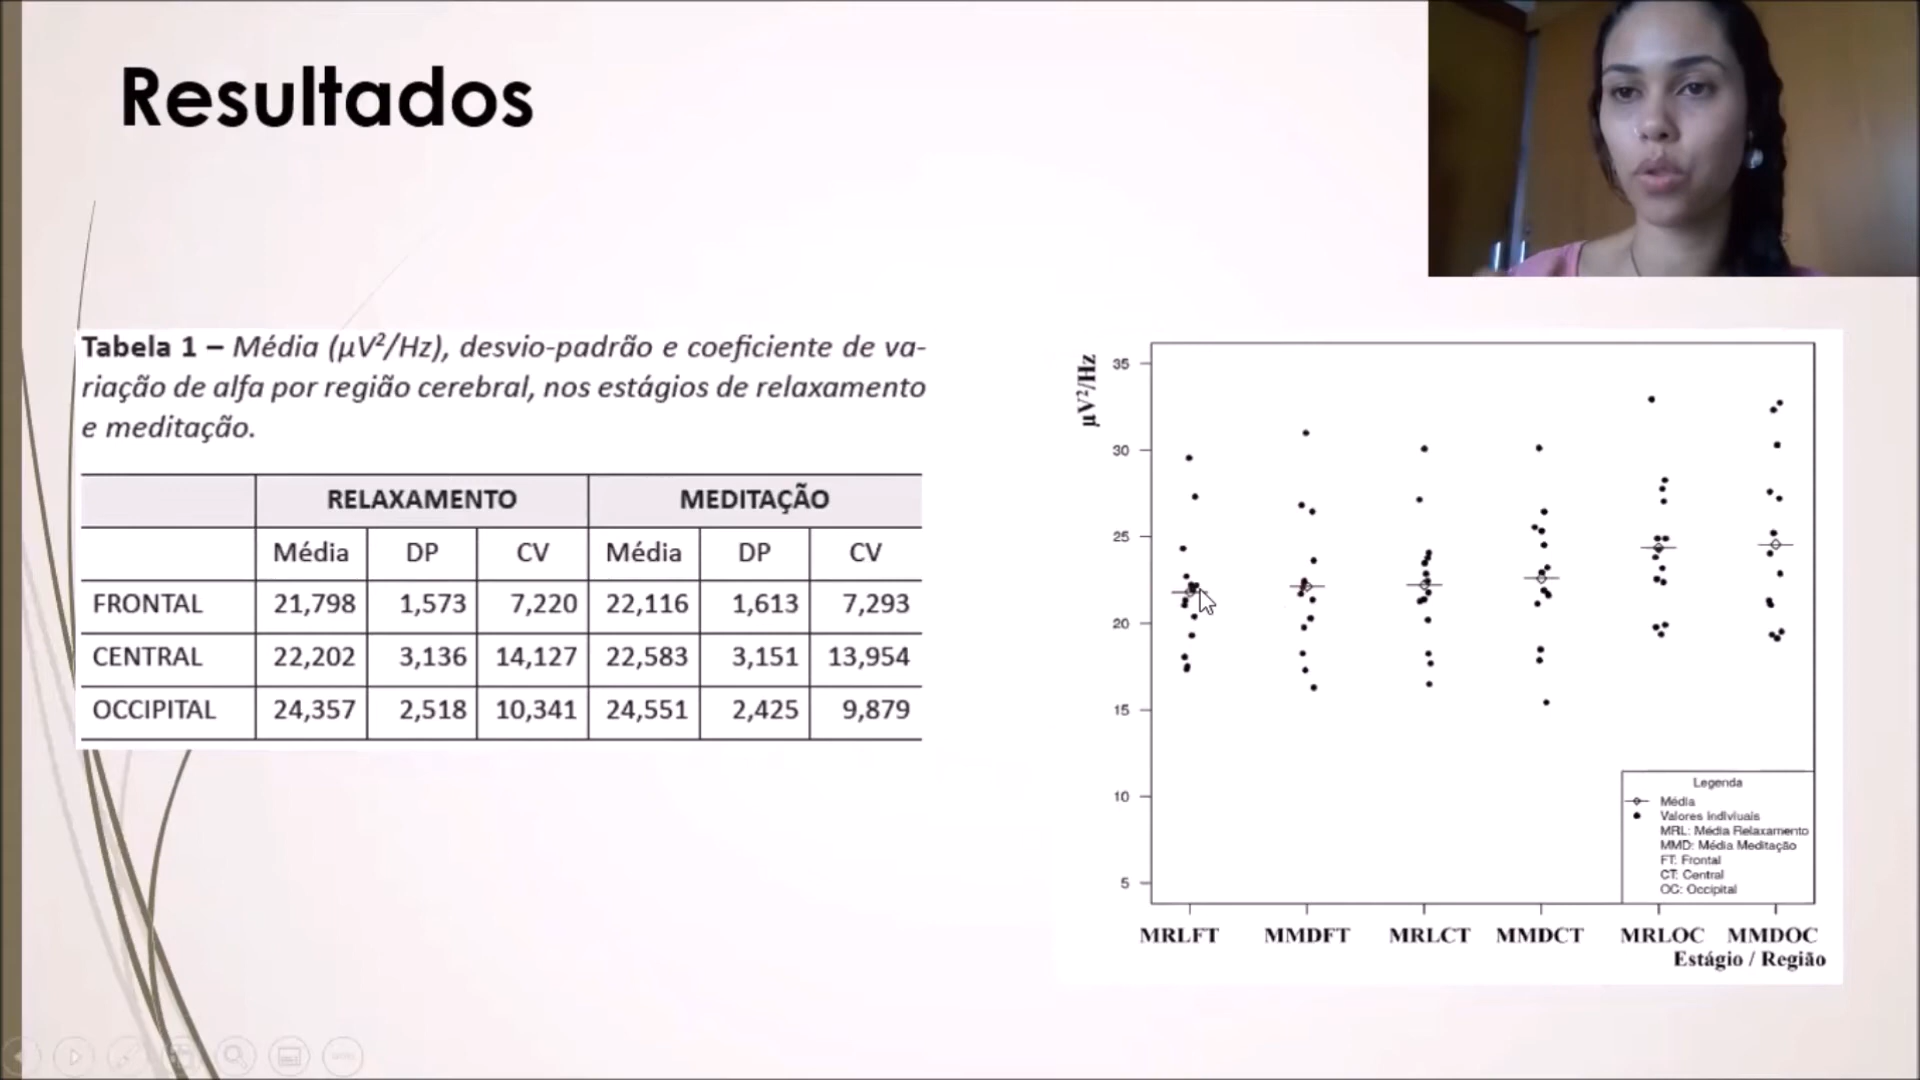 Resultados
Tabela 1 – Média (µV²/Hz), desvio-padrão e coeficiente de va-
riação de alfa por região cerebral, nos estágios de relaxamento
e meditação.
RELAXAMENTO MEDITAÇÃO
Média DP CV Média DP CV
FRONTAL 21,798 1,573 7,220 22,116 1,613 7,293
CENTRAL 22,202 3,136 14,127 22,583 3,151 13,954
OCCIPITAL 24,357 2,518 10,341 24,551 2,425 9,879
µV²/Hz
35
30
25
20
15
10
5
Legenda
Média
Valores Indiviuais
MRL: Média Relaxamento
MMD: Média Meditação
FT: Frontal
CT: Central
OC: Occipital
MRLFT MMDFT MRLCT MMDCT MRLOC MMDOC
Estágio / Região